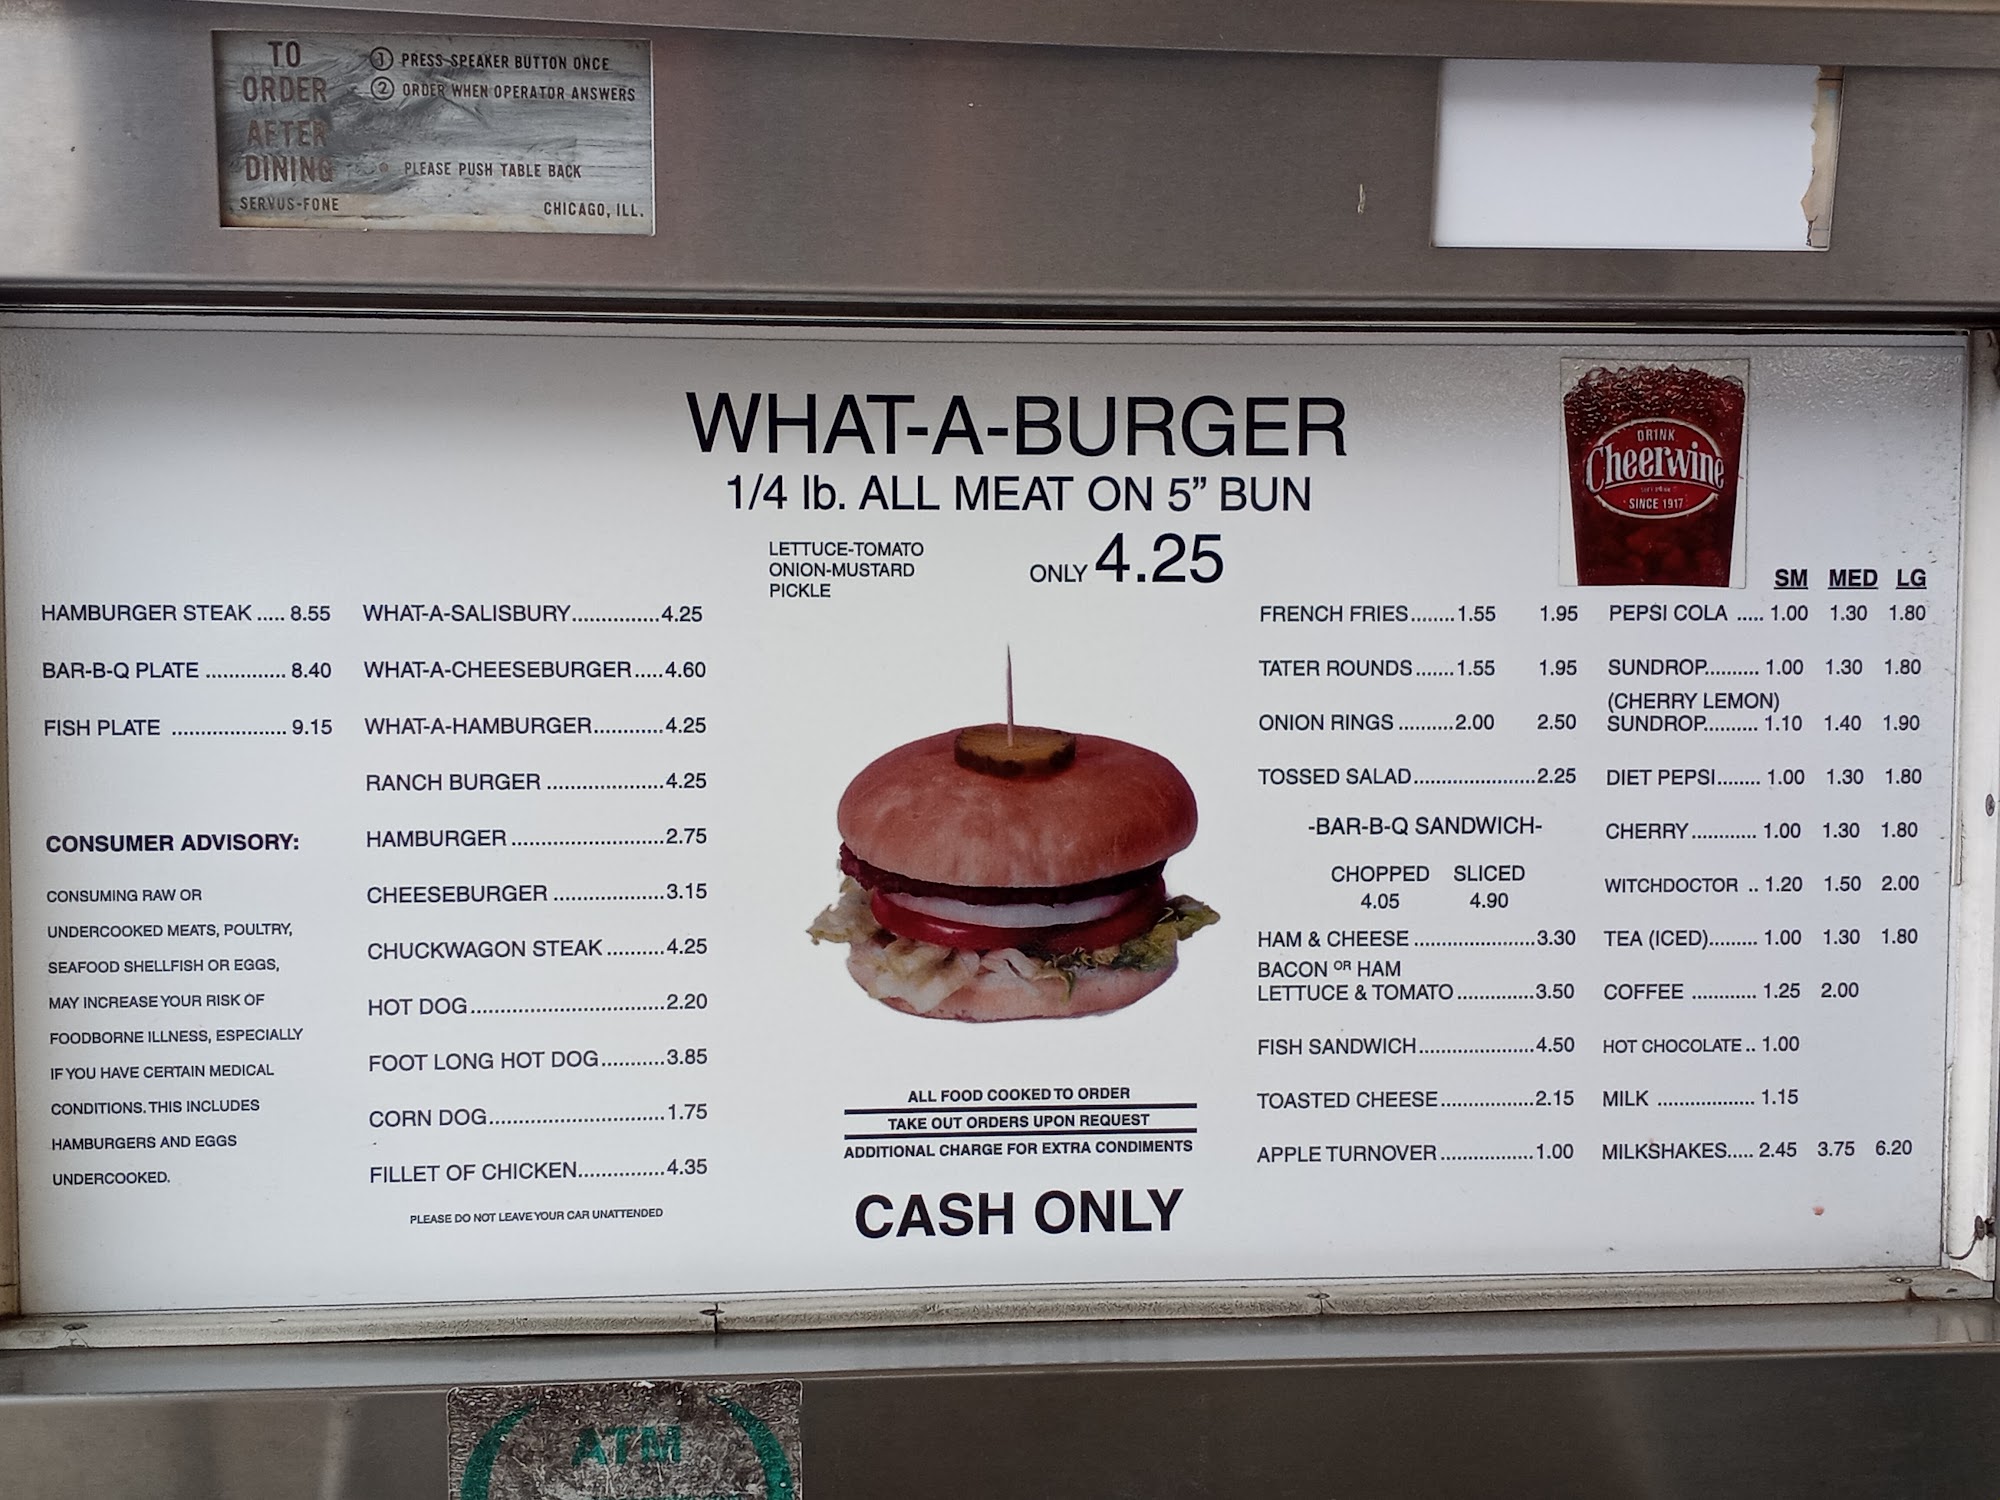 TO
ORDER
① PRESS SPEAKER BUTTON ONCE
② ORDER WHEN OPERATOR ANSWERS
AFTER
DINING
PLEASE PUSH TABLE BACK
SERVUS-FONE
CHICAGO, ILL.
WHAT-A-BURGER
1/4 lb. ALL MEAT ON 5" BUN
LETTUCE-TOMATO
ONION-MUSTARD
PICKLE
ONLY 4.25
DRINK
Cheerwine
SINCE 1917
HAMBURGER STEAK ..... 8.55
BAR-B-Q PLATE .............. 8.40
FISH PLATE .................... 9.15
CONSUMER ADVISORY:
CONSUMING RAW OR
UNDERCOOKED MEATS, POULTRY,
SEAFOOD SHELLFISH OR EGGS,
MAY INCREASE YOUR RISK OF
FOODBORNE ILLNESS, ESPECIALLY
IF YOU HAVE CERTAIN MEDICAL
CONDITIONS. THIS INCLUDES
HAMBURGERS AND EGGS
UNDERCOOKED.
WHAT-A-SALISBURY................4.25
WHAT-A-CHEESEBURGER.....4.60
WHAT-A-HAMBURGER............4.25
RANCH BURGER ....................4.25
HAMBURGER ..........................2.75
CHEESEBURGER ...................3.15
CHUCKWAGON STEAK ..........4.25
HOT DOG.................................2.20
FOOT LONG HOT DOG...........3.85
CORN DOG..............................1.75
FILLET OF CHICKEN...............4.35
PLEASE DO NOT LEAVE YOUR CAR UNATTENDED
ALL FOOD COOKED TO ORDER
TAKE OUT ORDERS UPON REQUEST
ADDITIONAL CHARGE FOR EXTRA CONDIMENTS
CASH ONLY
FRENCH FRIES........1.55 1.95
TATER ROUNDS.......1.55 1.95
ONION RINGS ..........2.00 2.50
TOSSED SALAD......................2.25
-BAR-B-Q SANDWICH-
CHOPPED SLICED
4.05 4.90
HAM & CHEESE ......................3.30
BACON OR HAM
LETTUCE & TOMATO ..............3.50
FISH SANDWICH.....................4.50
TOASTED CHEESE.................2.15
APPLE TURNOVER .................1.00
SM MED LG
PEPSI COLA ..... 1.00 1.30 1.80
SUNDROP.......... 1.00 1.30 1.80
(CHERRY LEMON)
SUNDROP.......... 1.10 1.40 1.90
DIET PEPSI........ 1.00 1.30 1.80
CHERRY............ 1.00 1.30 1.80
WITCHDOCTOR .. 1.20 1.50 2.00
TEA (ICED)......... 1.00 1.30 1.80
COFFEE ............ 1.25 2.00
HOT CHOCOLATE .. 1.00
MILK .................. 1.15
MILKSHAKES..... 2.45 3.75 6.20
ATM